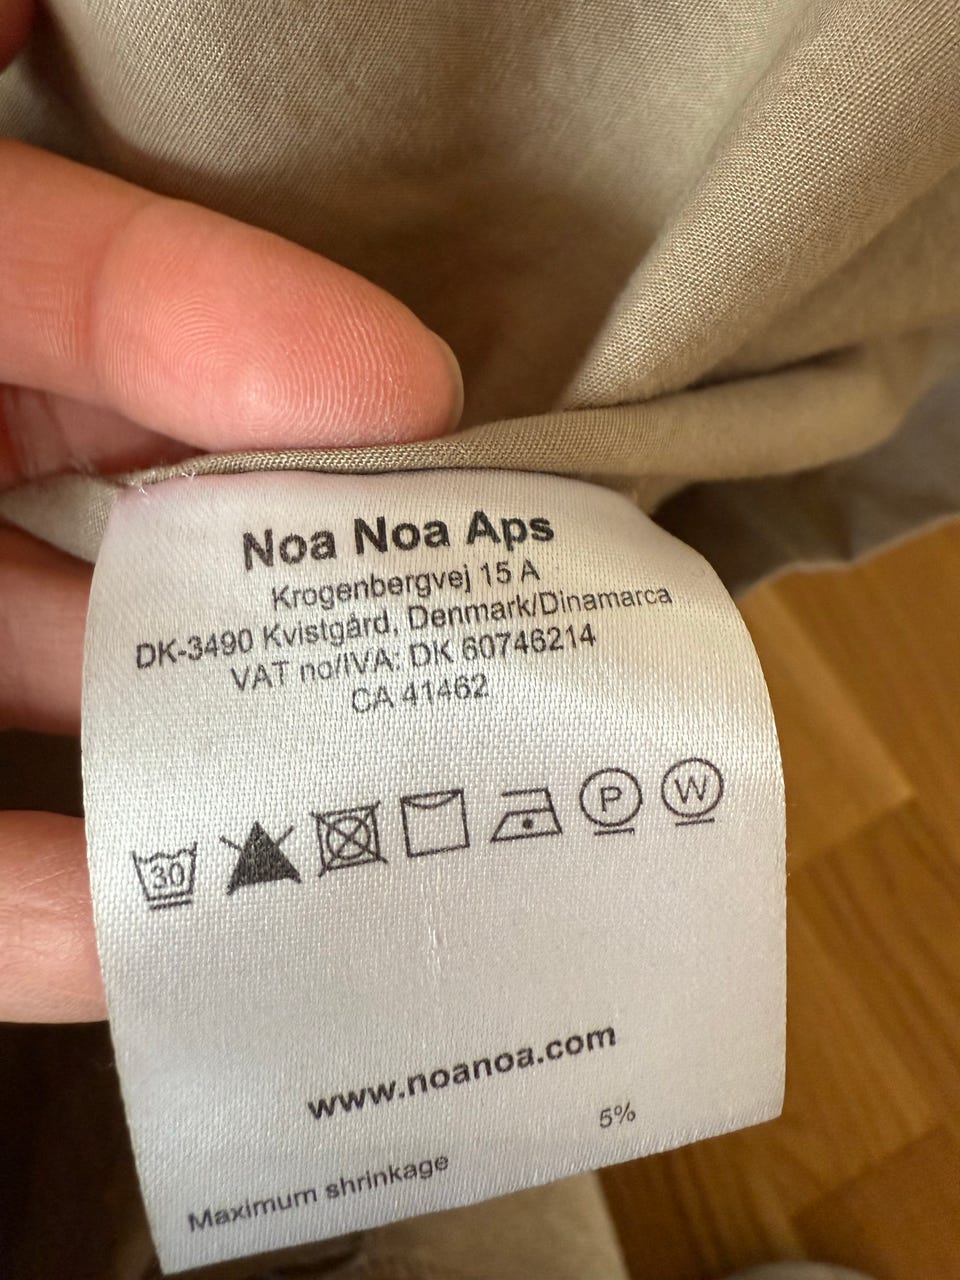 Noa Noa Aps
Krogenbergvej 15 A
DK-3490 Kvistgård, Denmark/Dinamarca
VAT no/IVA: DK 60746214
CA 41462
30 P W
www.noanoa.com
5%
Maximum shrinkage